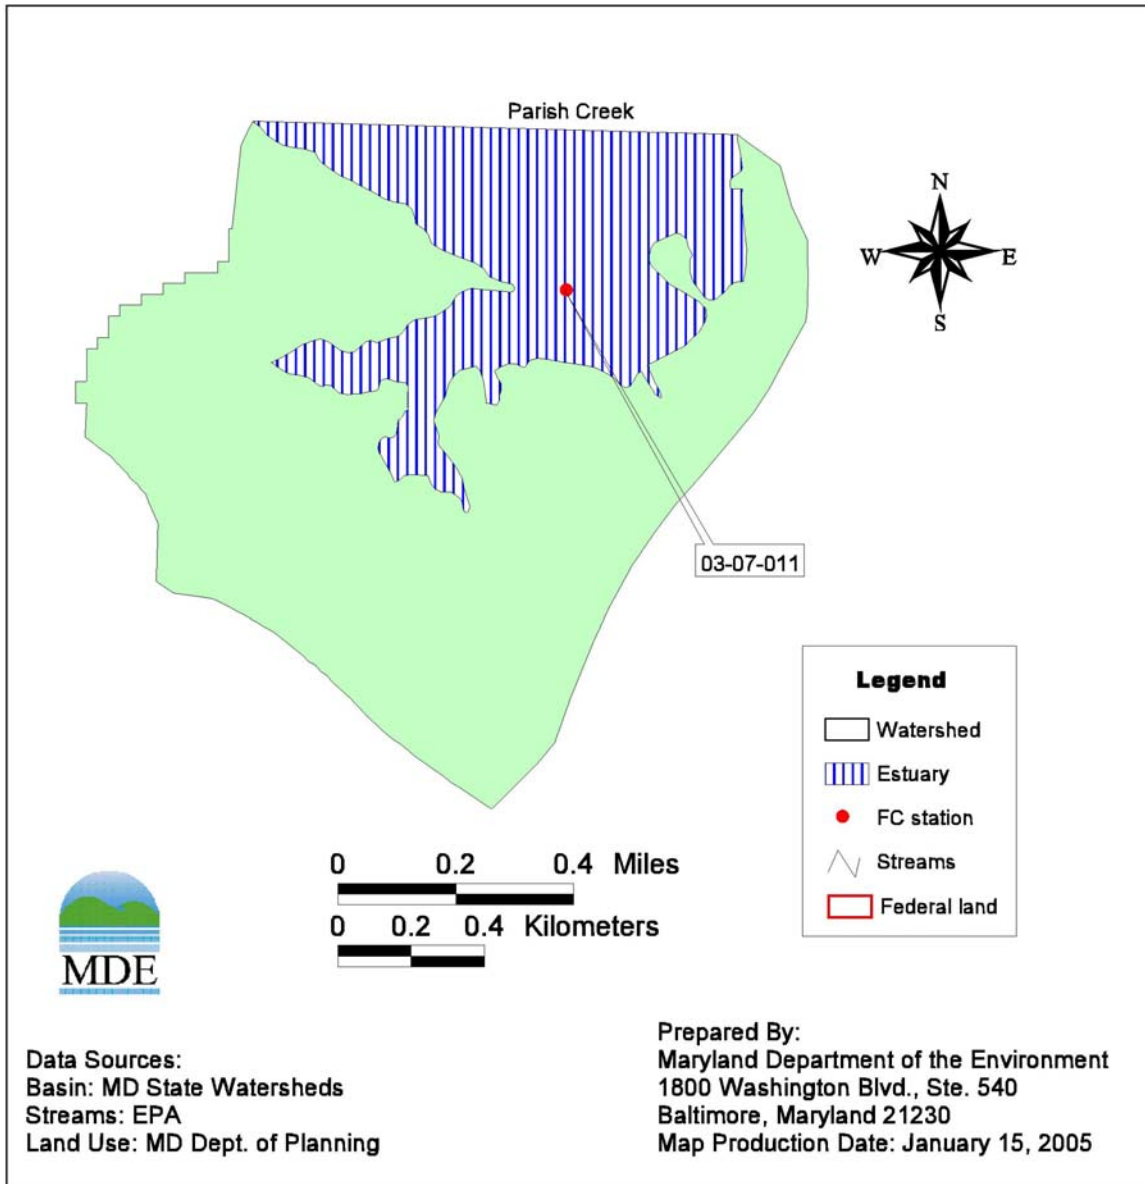 Parish Creek
N
W
E
S
03-07-011
Legend
Watershed
Estuary
FC station
Streams
Federal land
0 0.2 0.4 Miles
0 0.2 0.4 Kilometers
MDE
Data Sources:
Basin: MD State Watersheds
Streams: EPA
Land Use: MD Dept. of Planning
Prepared By:
Maryland Department of the Environment
1800 Washington Blvd., Ste. 540
Baltimore, Maryland 21230
Map Production Date: January 15, 2005